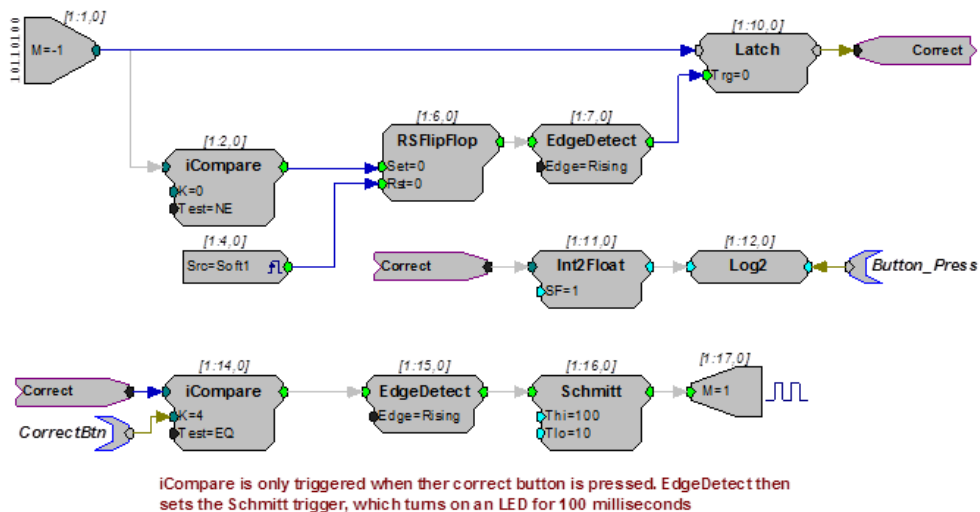 [1:1,0]
10110100
M=-1
[1:10,0]
Latch
Trg=0
Correct
[1:2,0]
iCompare
K=0
Test=NE
[1:6,0]
RSFlipFlop
Set=0
Rst=0
[1:7,0]
EdgeDetect
Edge=Rising
[1:4,0]
Src=Soft1
Correct
[1:11,0]
Int2Float
SF=1
[1:12,0]
Log2
Button_Press
Correct
CorrectBtn
[1:14,0]
iCompare
K=4
Test=EQ
[1:15,0]
EdgeDetect
Edge=Rising
[1:16,0]
Schmitt
Thi=100
Tlo=10
[1:17,0]
M=1
iCompare is only triggered when ther correct button is pressed. EdgeDetect then
sets the Schmitt trigger, which turns on an LED for 100 milliseconds